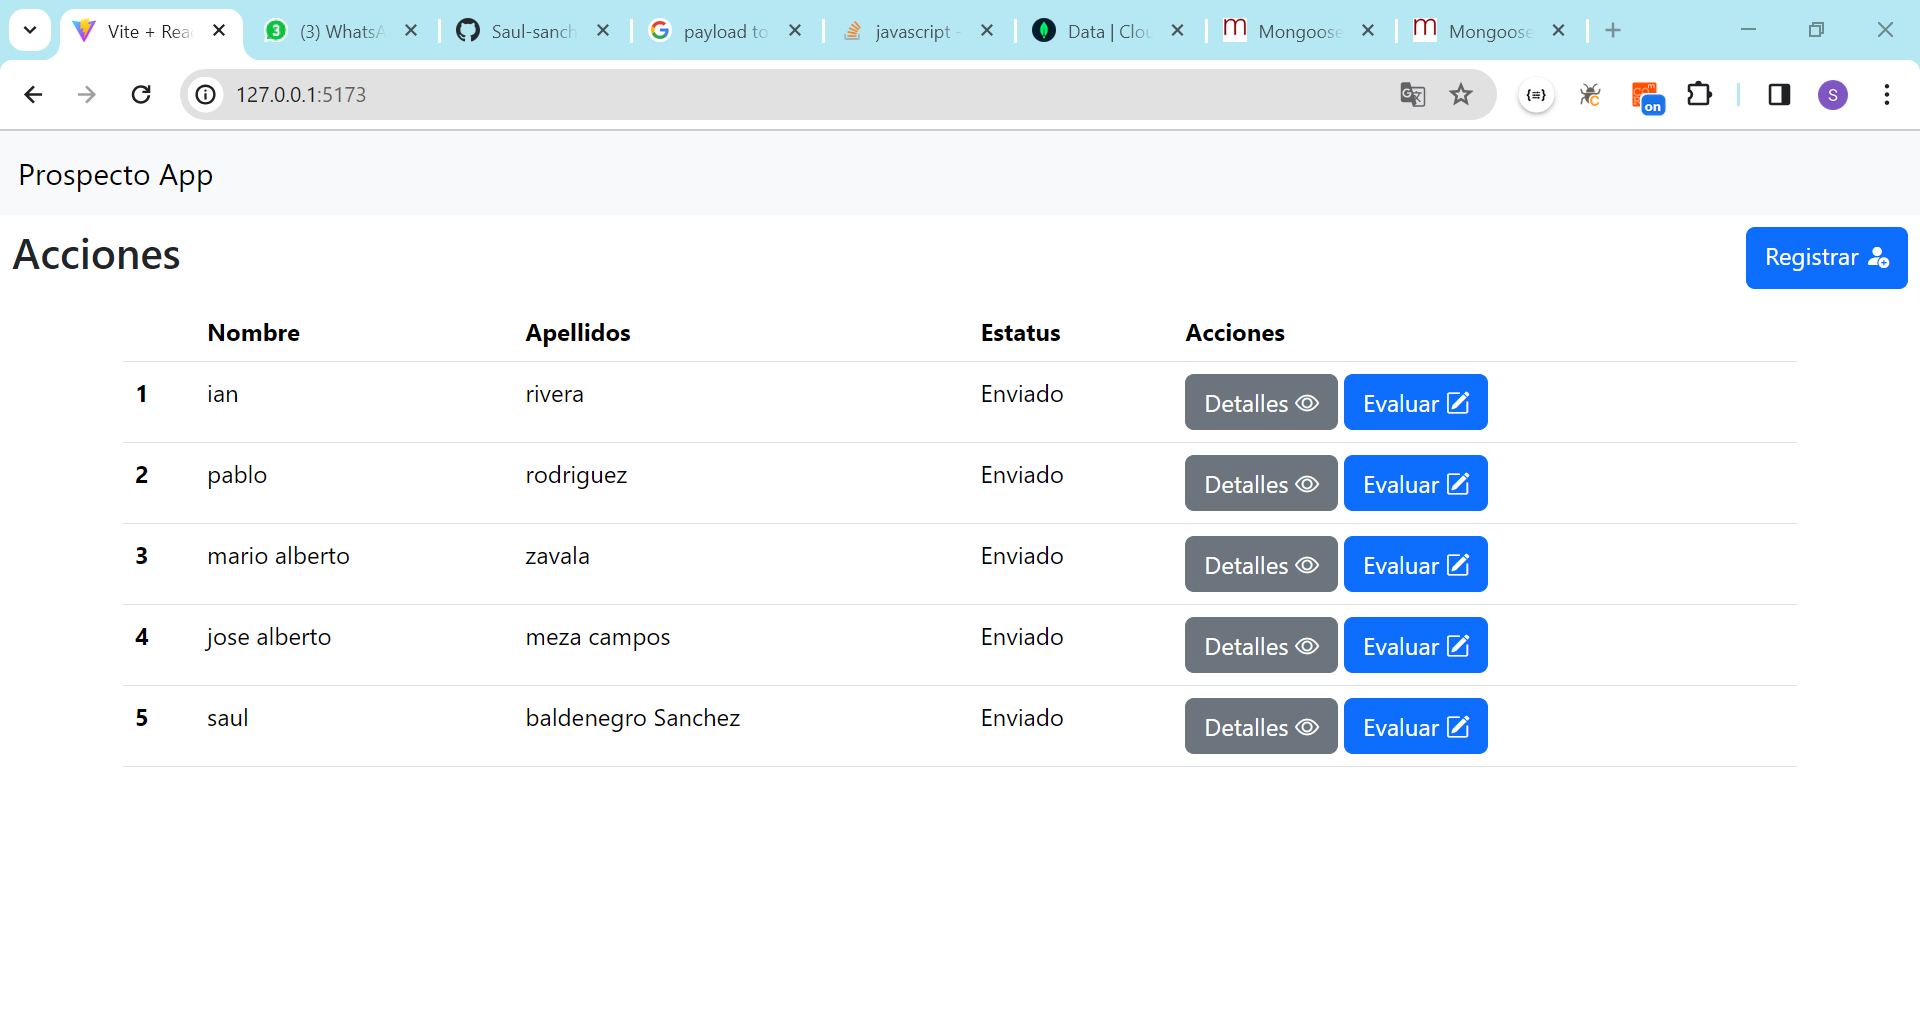 Vite + Rea
3 (3) WhatsA
Saul-sanch
payload to
javascript -
Data | Clou
Mongoose
Mongoose
127.0.0.1:5173
on
S
Prospecto App
Acciones
Registrar
Nombre Apellidos Estatus Acciones
1 ian rivera Enviado Detalles Evaluar
2 pablo rodriguez Enviado Detalles Evaluar
3 mario alberto zavala Enviado Detalles Evaluar
4 jose alberto meza campos Enviado Detalles Evaluar
5 saul baldenegro Sanchez Enviado Detalles Evaluar